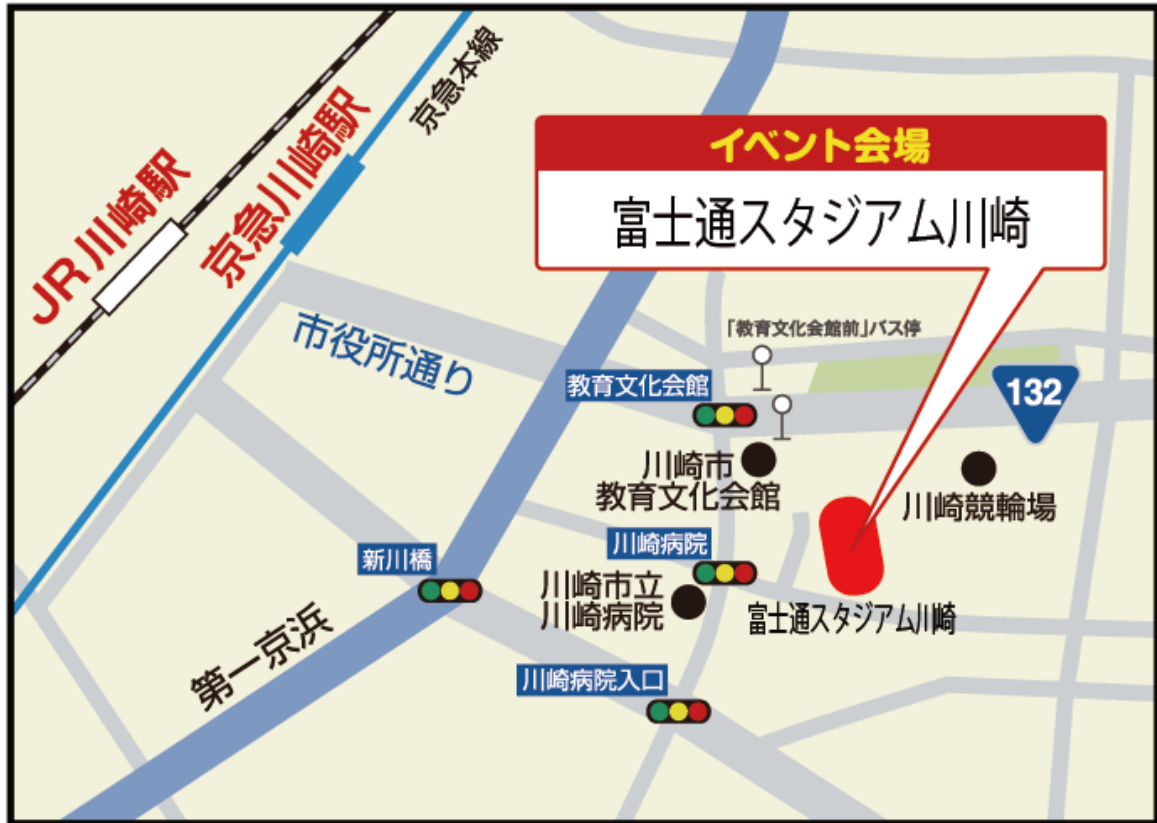 京急本線
京急川崎駅
JR川崎駅
イベント会場
富士通スタジアム川崎
市役所通り
「教育文化会館前」バス停
教育文化会館
132
川崎市
教育文化会館
川崎競輪場
川崎病院
新川橋
川崎市立
川崎病院
富士通スタジアム川崎
第一京浜
川崎病院入口